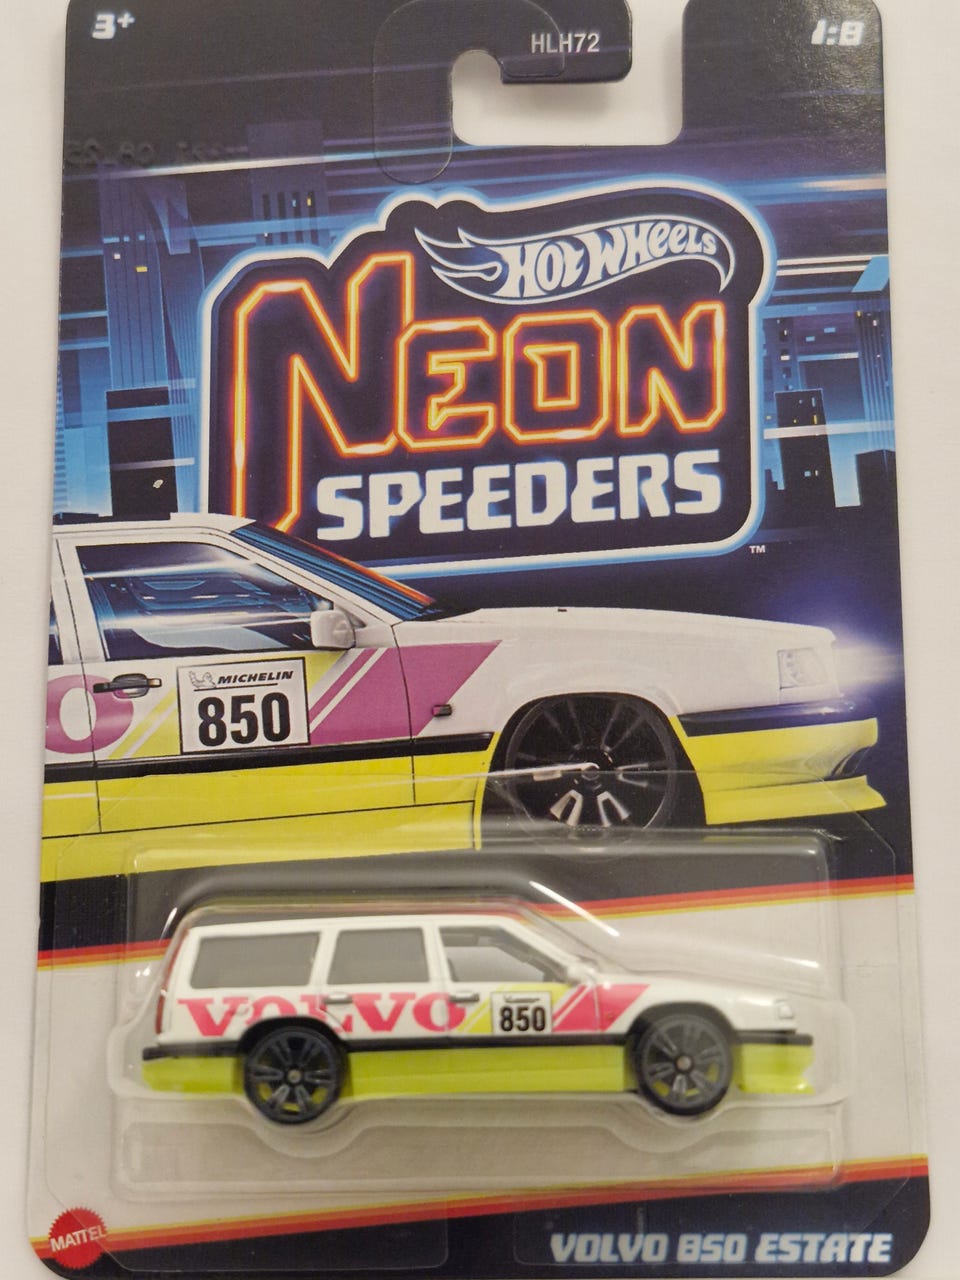 3+
HLH72
1:8
HOT WHEELS
NEON
SPEEDERS
TM
MICHELIN
850
O
VOLVO
850
MATTEL
VOLVO 850 ESTATE